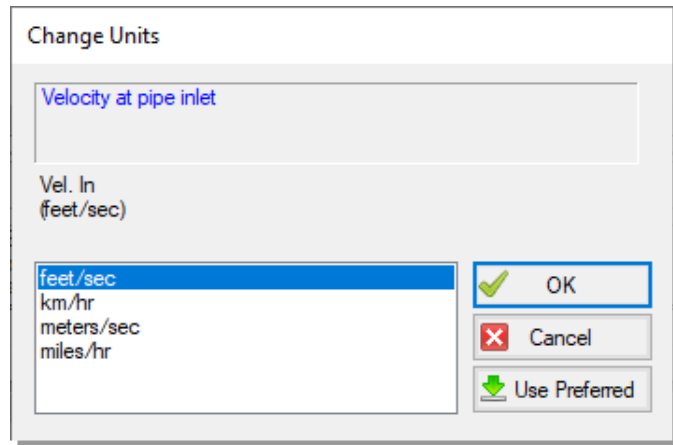 Change Units
Velocity at pipe inlet
Vel. In
(feet/sec)
feet/sec
km/hr
meters/sec
miles/hr
OK
Cancel
Use Preferred